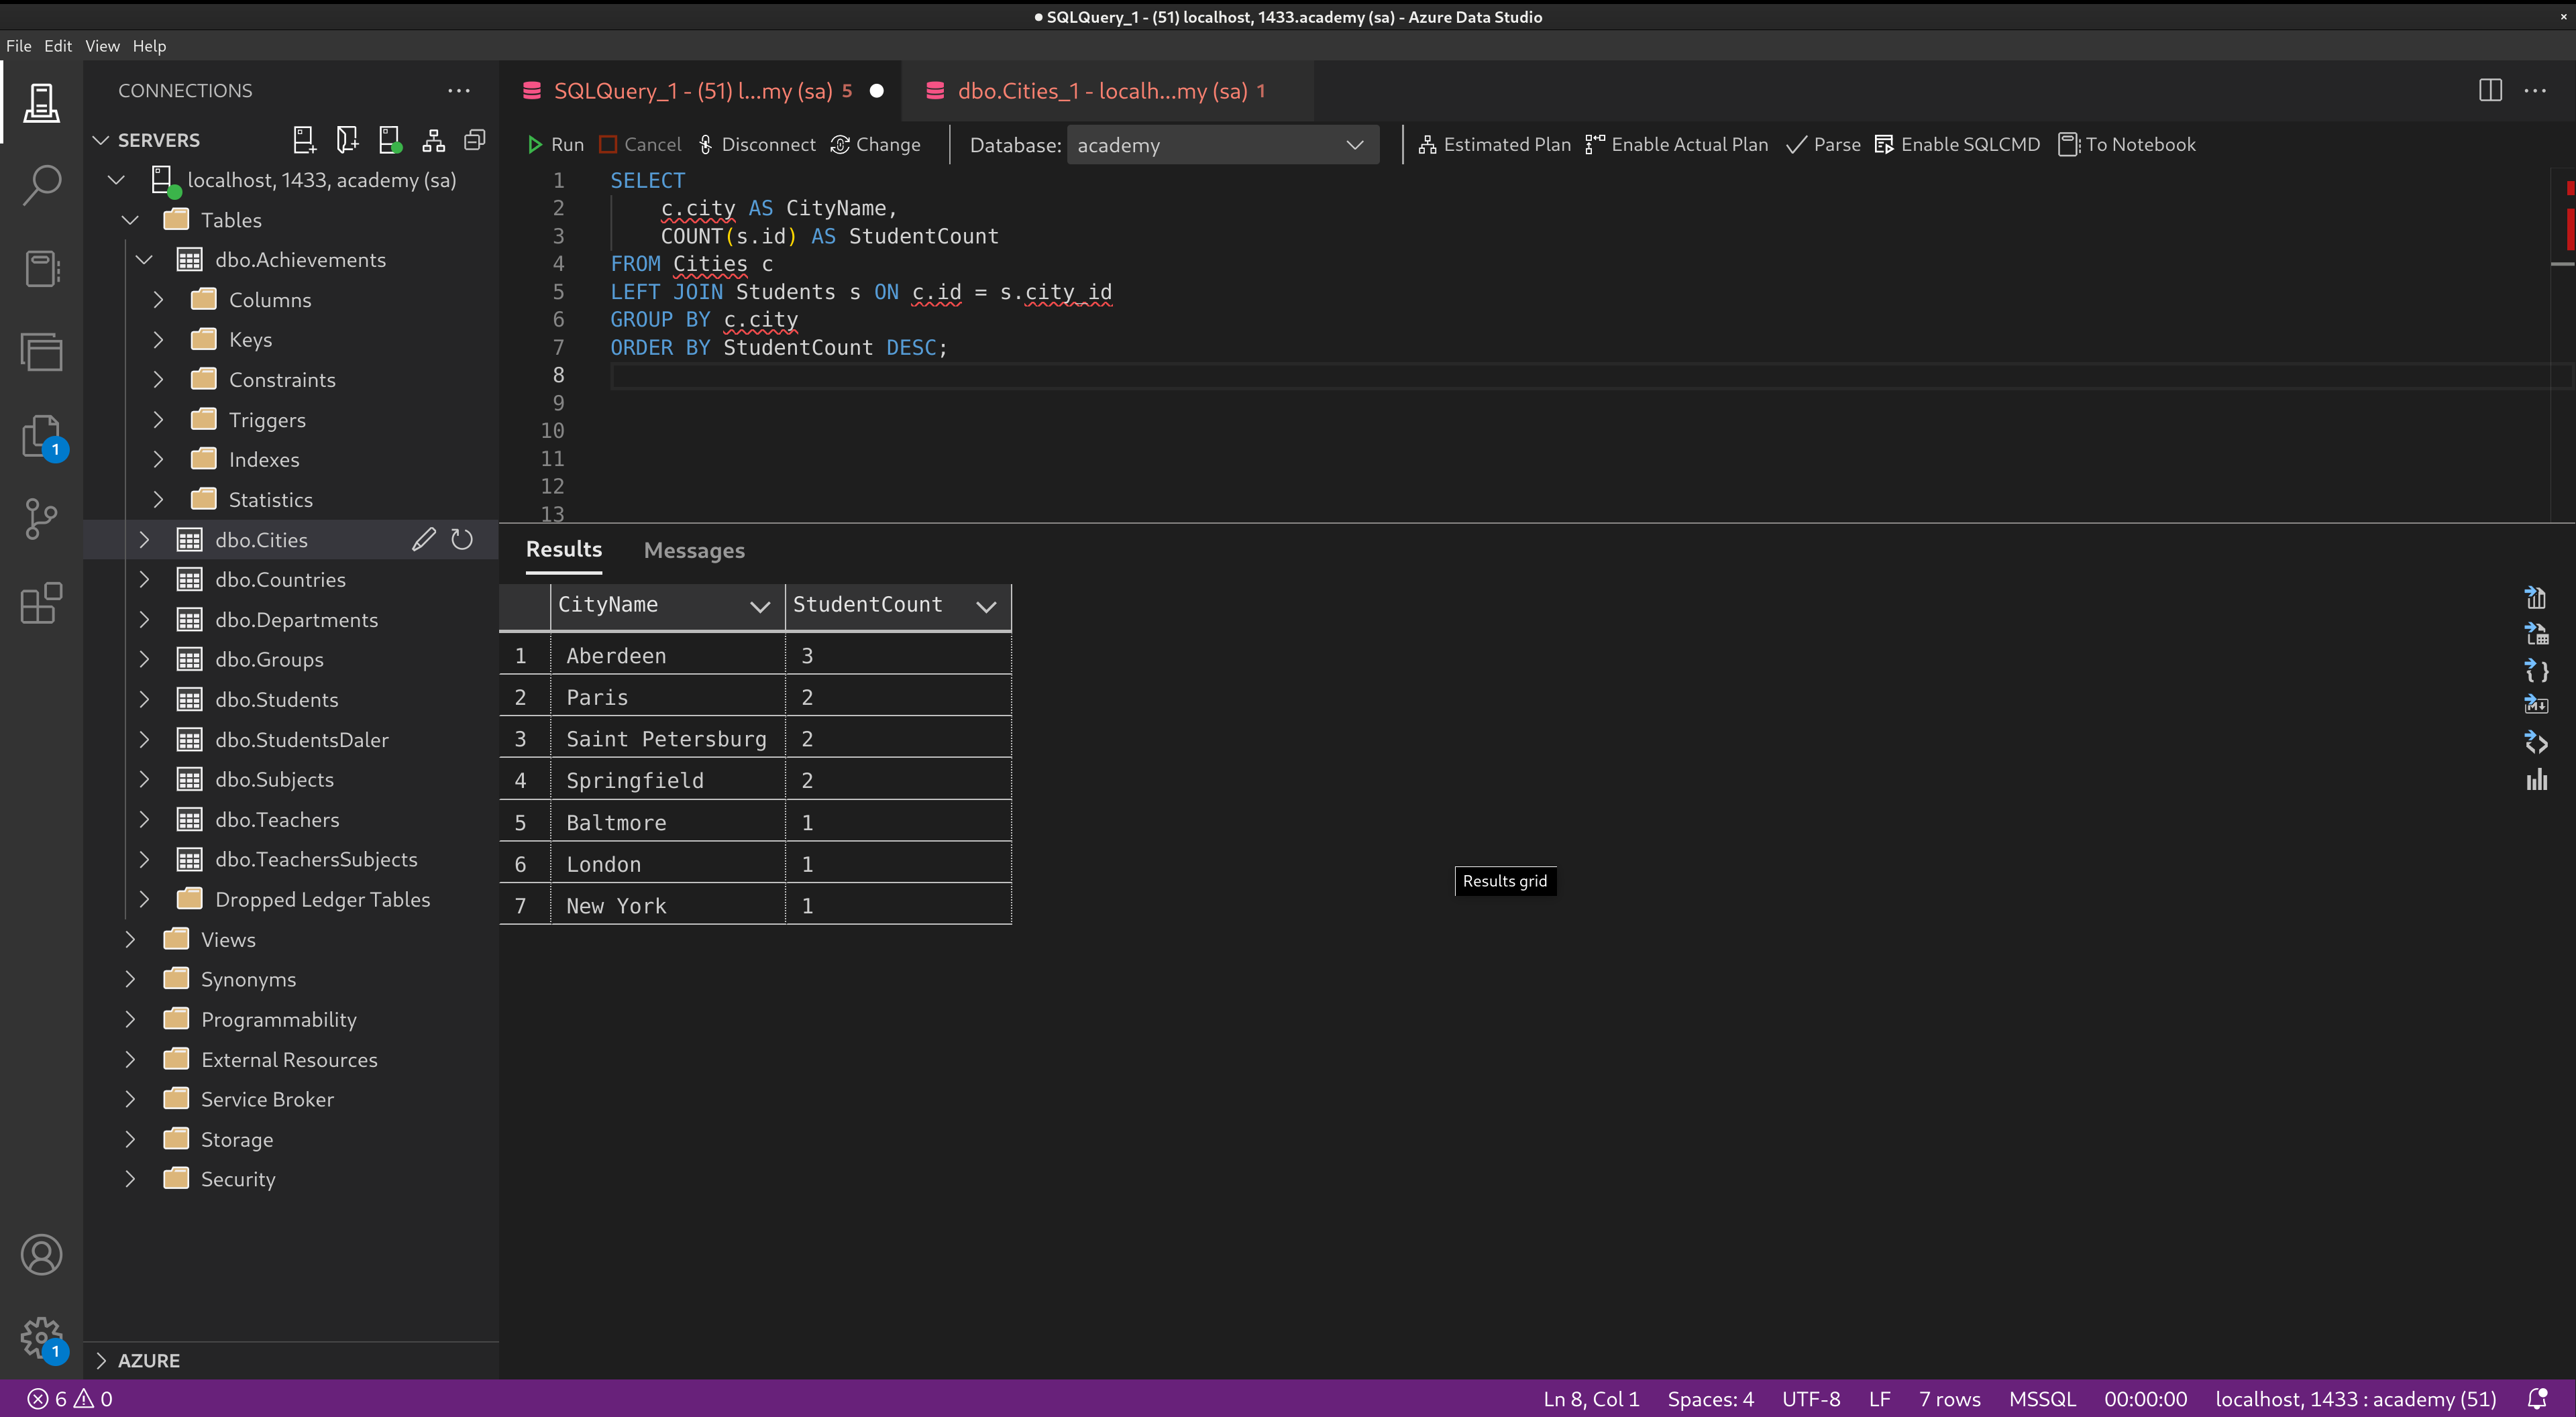 SQLQuery_1 - (51) localhost, 1433.academy (sa) - Azure Data Studio
File Edit View Help
CONNECTIONS
SERVERS
localhost, 1433, academy (sa)
Tables
dbo.Achievements
Columns
Keys
Constraints
Triggers
Indexes
Statistics
dbo.Cities
dbo.Countries
dbo.Departments
dbo.Groups
dbo.Students
dbo.StudentsDaler
dbo.Subjects
dbo.Teachers
dbo.TeachersSubjects
Dropped Ledger Tables
Views
Synonyms
Programmability
External Resources
Service Broker
Storage
Security
AZURE
1
1
SQLQuery_1 - (51) l...my (sa) 5
dbo.Cities_1 - localh...my (sa) 1
Run Cancel Disconnect Change Database: academy Estimated Plan Enable Actual Plan Parse Enable SQLCMD To Notebook
1 SELECT
2 c.city AS CityName,
3 COUNT(s.id) AS StudentCount
4 FROM Cities c
5 LEFT JOIN Students s ON c.id = s.city_id
6 GROUP BY c.city
7 ORDER BY StudentCount DESC;
8
9
10
11
12
13
Results Messages
CityName StudentCount
1 Aberdeen 3
2 Paris 2
3 Saint Petersburg 2
4 Springfield 2
5 Baltmore 1
6 London 1
7 New York 1
Results grid
6 0
Ln 8, Col 1 Spaces: 4 UTF-8 LF 7 rows MSSQL 00:00:00 localhost, 1433 : academy (51)